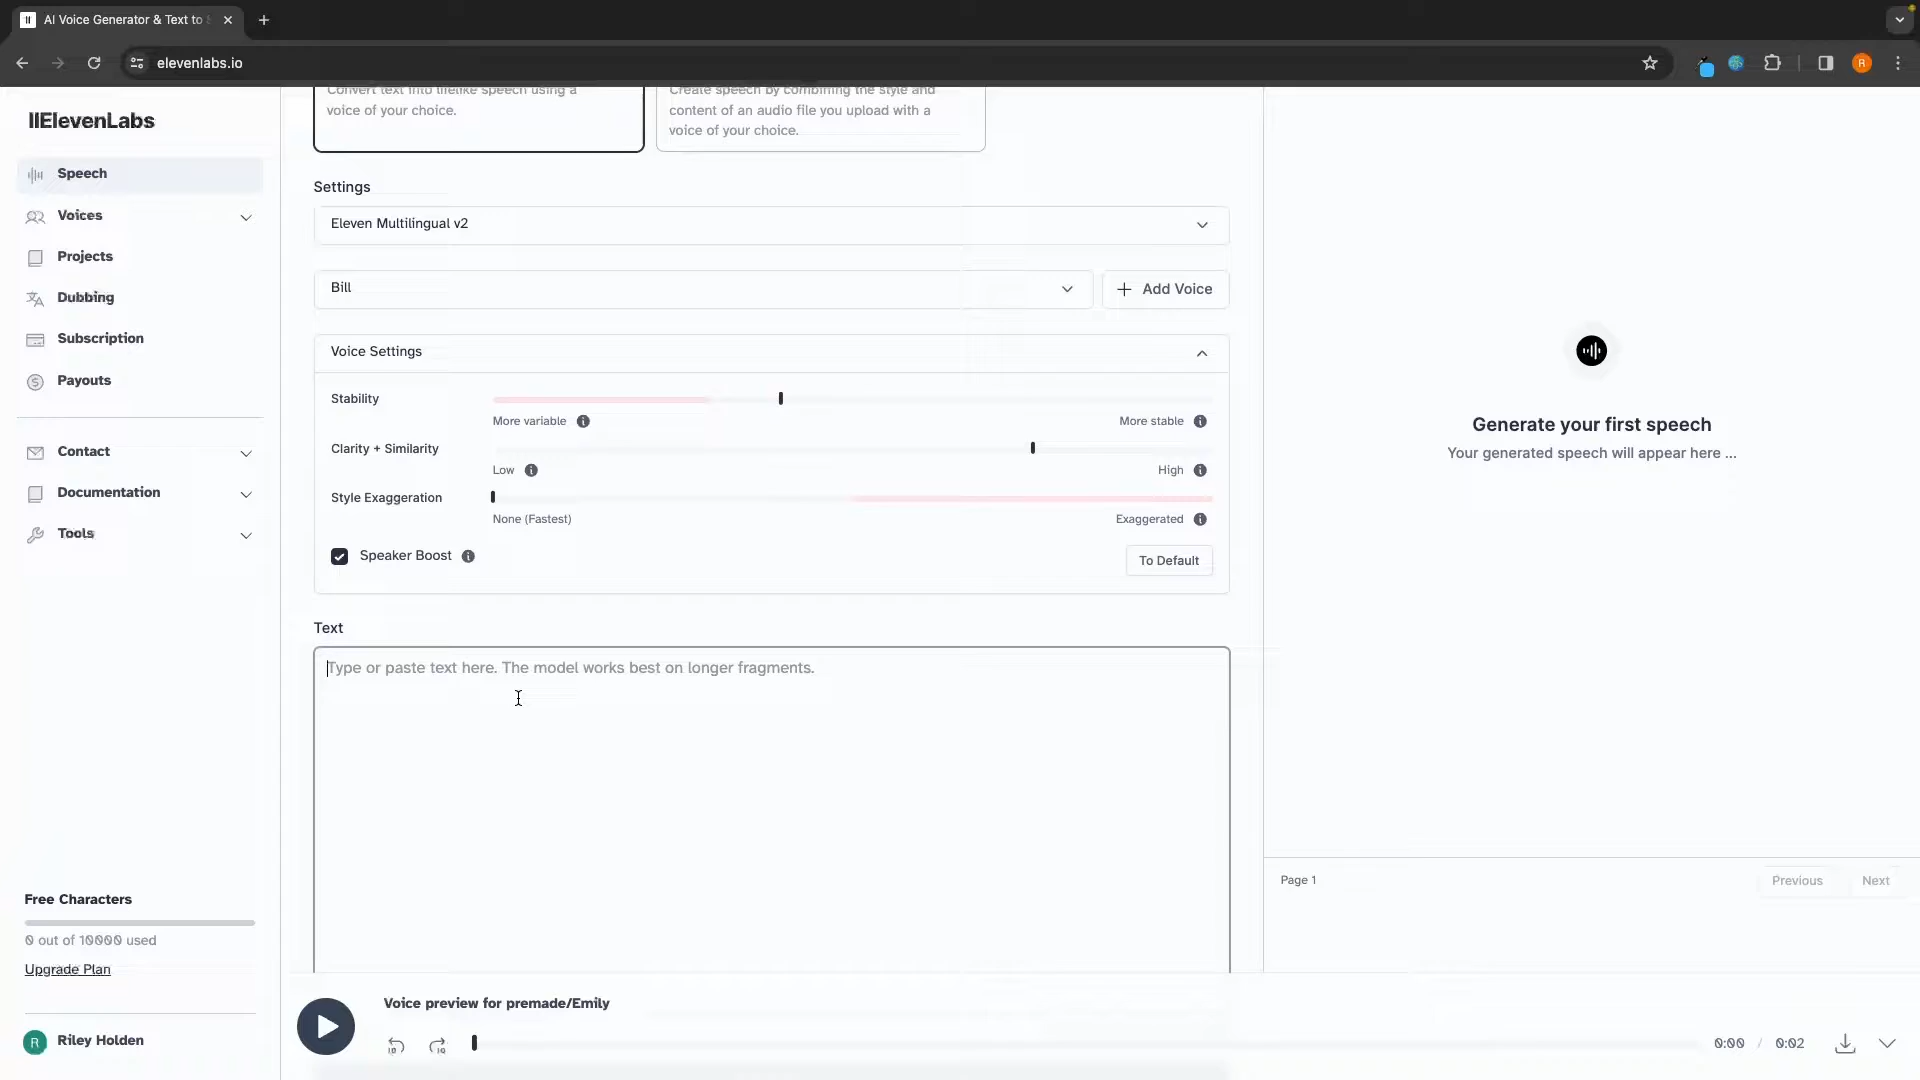 AI Voice Generator & Text to
elevenlabs.io
R
IIElevenLabs
Speech
Voices
Projects
Dubbing
Subscription
Payouts
Contact
Documentation
Tools
Free Characters
0 out of 10000 used
Upgrade Plan
R
Riley Holden
Convert text into lifelike speech using a
voice of your choice.
Create speech by combining the style and
content of an audio file you upload with a
voice of your choice.
Settings
Eleven Multilingual v2
Bill
+ Add Voice
Voice Settings
Stability
More variable
More stable
Clarity + Similarity
Low
High
Style Exaggeration
None (Fastest)
Exaggerated
Speaker Boost
To Default
Text
Type or paste text here. The model works best on longer fragments.
Generate your first speech
Your generated speech will appear here ...
Page 1
Previous
Next
Voice preview for premade/Emily
10
10
0:00 / 0:02